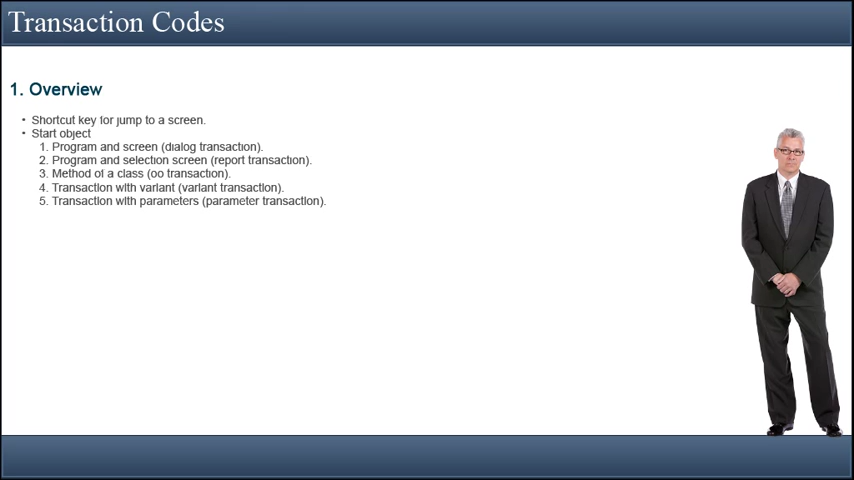 Transaction Codes
1. Overview
• Shortcut key for jump to a screen.
• Start object
1. Program and screen (dialog transaction).
2. Program and selection screen (report transaction).
3. Method of a class (oo transaction).
4. Transaction with variant (variant transaction).
5. Transaction with parameters (parameter transaction).